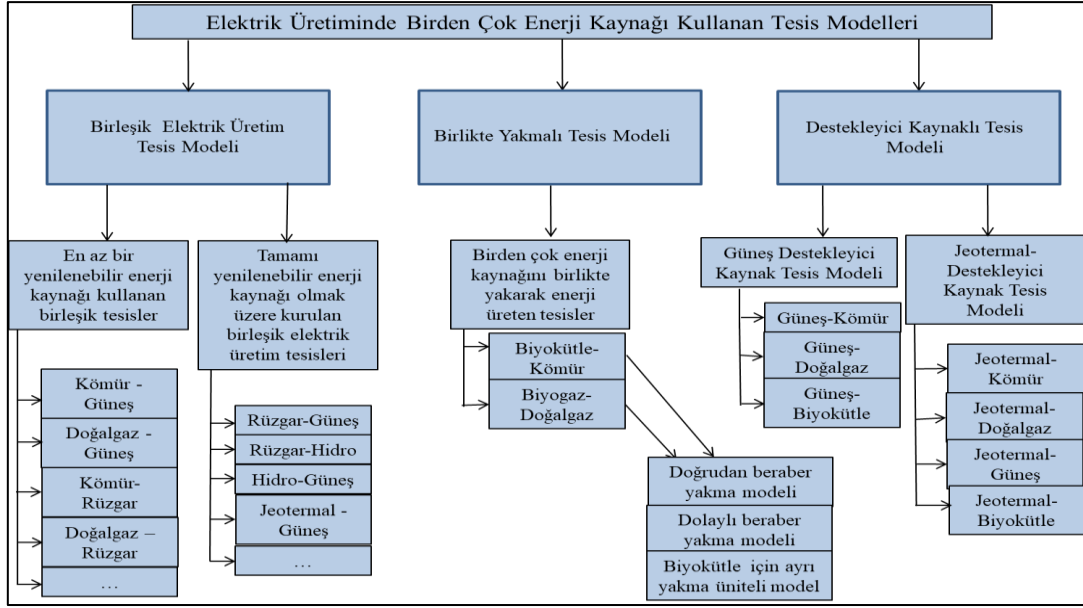 Elektrik Üretiminde Birden Çok Enerji Kaynağı Kullanan Tesis Modelleri
Birleşik Elektrik Üretim
Tesis Modeli
Birlikte Yakmalı Tesis Modeli
Destekleyici Kaynaklı Tesis
Modeli
En az bir
yenilenebilir enerji
kaynağı kullanan
birleşik tesisler
Kömür -
Güneş
Doğalgaz -
Güneş
Kömür-
Rüzgar
Doğalgaz –
Rüzgar
…
Tamamı
yenilenebilir enerji
kaynağı olmak
üzere kurulan
birleşik elektrik
üretim tesisleri
Rüzgar-Güneş
Rüzgar-Hidro
Hidro-Güneş
Jeotermal -
Güneş
…
Birden çok enerji
kaynağını birlikte
yakarak enerji
üreten tesisler
Biyokütle-
Kömür
Biyogaz-
Doğalgaz
Doğrudan beraber
yakma modeli
Dolaylı beraber
yakma modeli
Biyokütle için ayrı
yakma üniteli model
Güneş Destekleyici
Kaynak Tesis Modeli
Güneş-Kömür
Güneş-
Doğalgaz
Güneş-
Biyokütle
Jeotermal-
Destekleyici
Kaynak Tesis
Modeli
Jeotermal-
Kömür
Jeotermal-
Doğalgaz
Jeotermal-
Güneş
Jeotermal-
Biyokütle